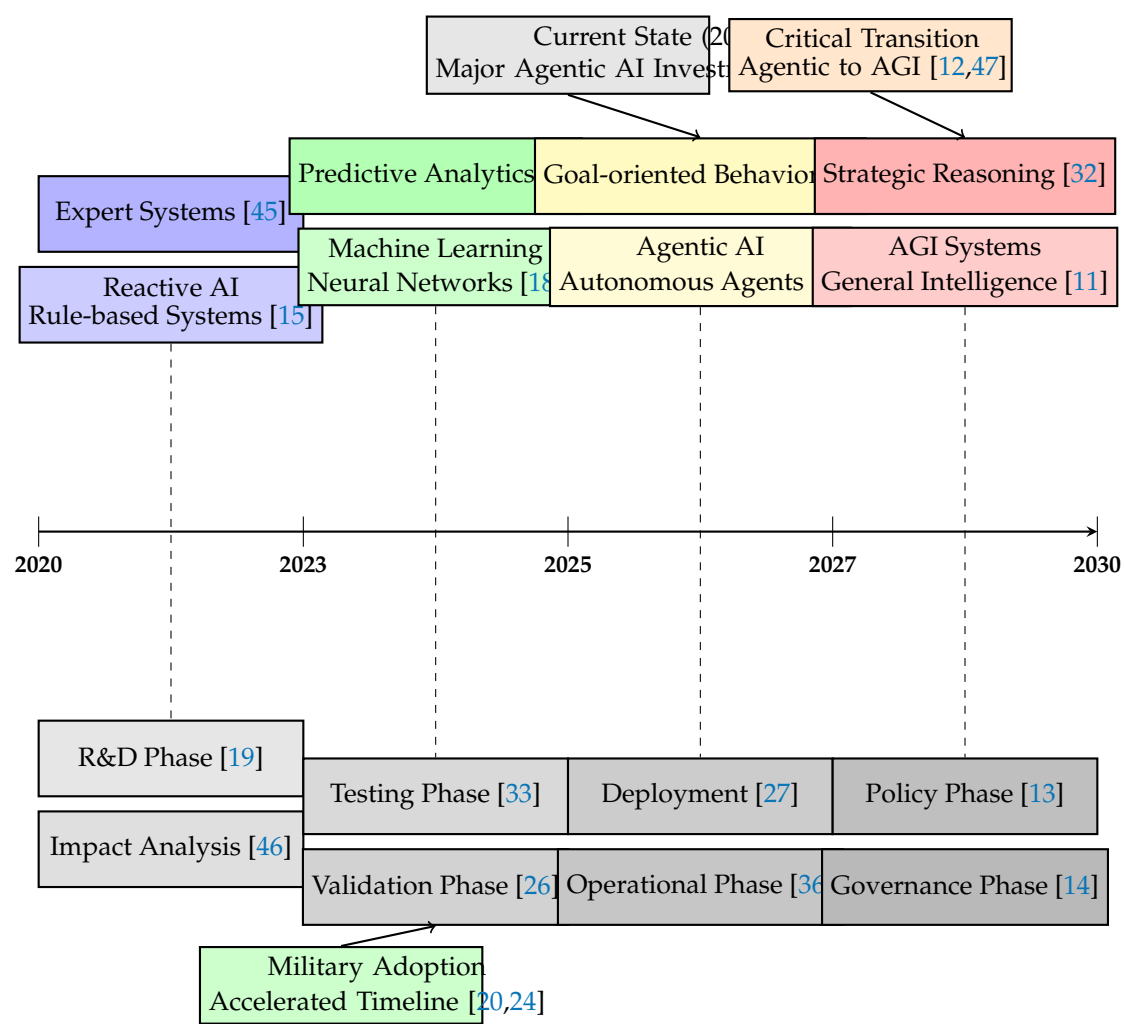 Current State (20
Major Agentic AI Invest
Critical Transition
Agentic to AGI [12,47]
Predictive Analytics
Goal-oriented Behavior
Strategic Reasoning [32]
Expert Systems [45]
Machine Learning
Neural Networks [18
Agentic AI
Autonomous Agents
AGI Systems
General Intelligence [11]
Reactive AI
Rule-based Systems [15]
2020
2023
2025
2027
2030
R&D Phase [19]
Testing Phase [33]
Deployment [27]
Policy Phase [13]
Impact Analysis [46]
Validation Phase [26]
Operational Phase [36
Governance Phase [14]
Military Adoption
Accelerated Timeline [20,24]